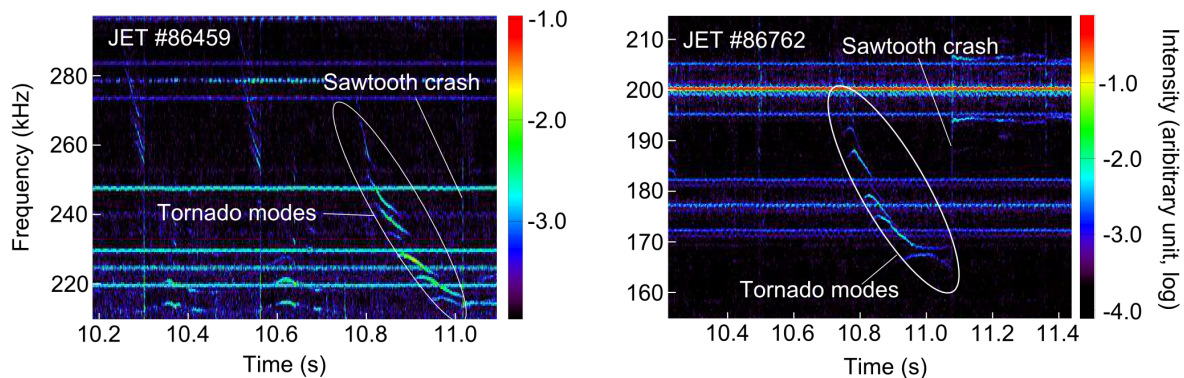 JET #86459
Sawtooth crash
Tornado modes
Frequency (kHz)
280
260
240
220
10.2 10.4 10.6 10.8 11.0
Time (s)
-1.0
-2.0
-3.0
JET #86762
Sawtooth crash
Tornado modes
210
200
190
180
170
160
10.4 10.6 10.8 11.0 11.2 11.4
Time (s)
-1.0
-2.0
-3.0
-4.0
Intensity (aribitrary unit, log)